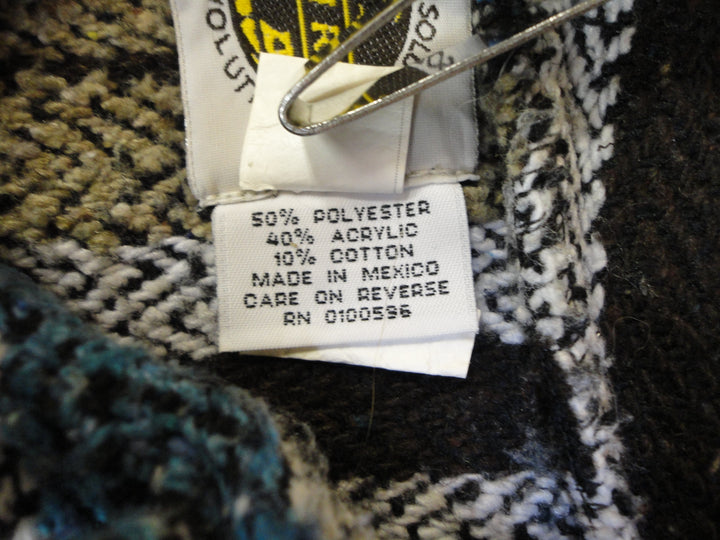 50% POLYESTER
40% ACRYLIC
10% COTTON
MADE IN MEXICO
CARE ON REVERSE
RN 0100596